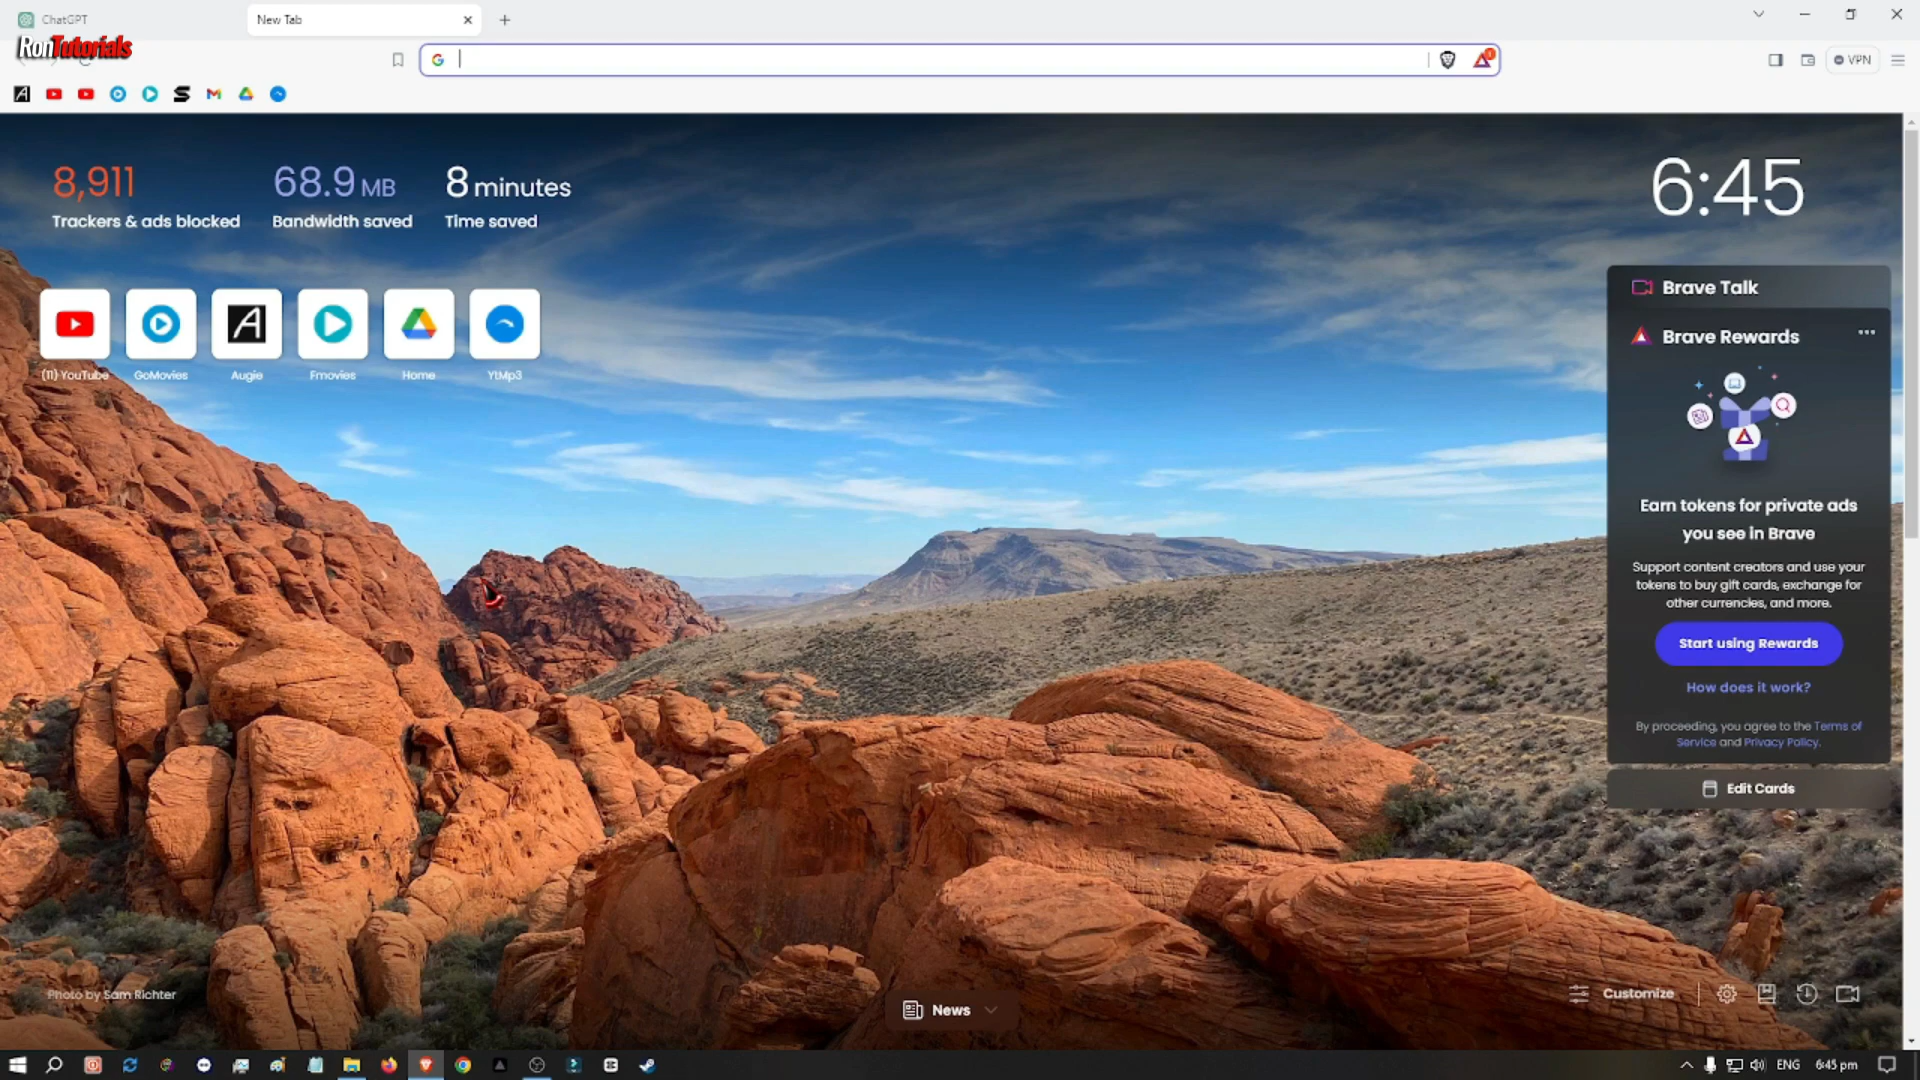 ChatGPT
New Tab
RonTutorials
VPN
8,911
Trackers & ads blocked
68.9 MB
Bandwidth saved
8 minutes
Time saved
6:45
(11) YouTube
GoMovies
Augie
Fmovies
Home
YtMp3
Brave Talk
Brave Rewards
Earn tokens for private ads
you see in Brave
Support content creators and use your
tokens to buy gift cards, exchange for
other currencies, and more.
Start using Rewards
How does it work?
By proceeding, you agree to the Terms of
Service and Privacy Policy.
Edit Cards
Photo by Sam Richter
News
Customize
ENG
6:45 pm